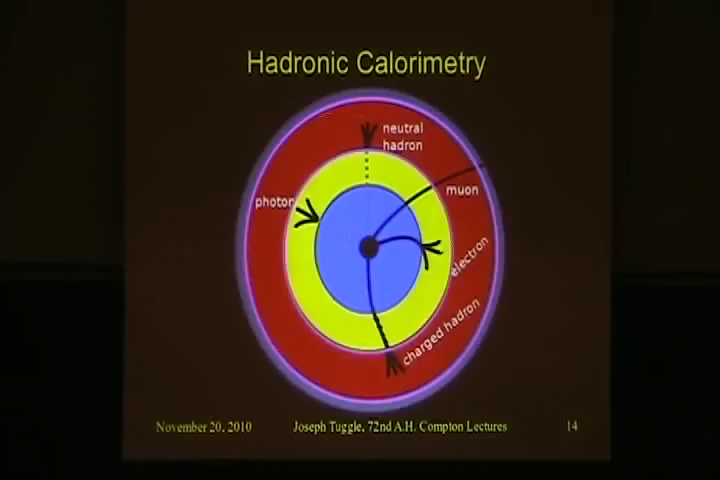 Hadronic Calorimetry
neutral
hadron
muon
photon
electron
charged hadron
November 20, 2010
Joseph Tuggle, 72nd A.H. Compton Lectures
14